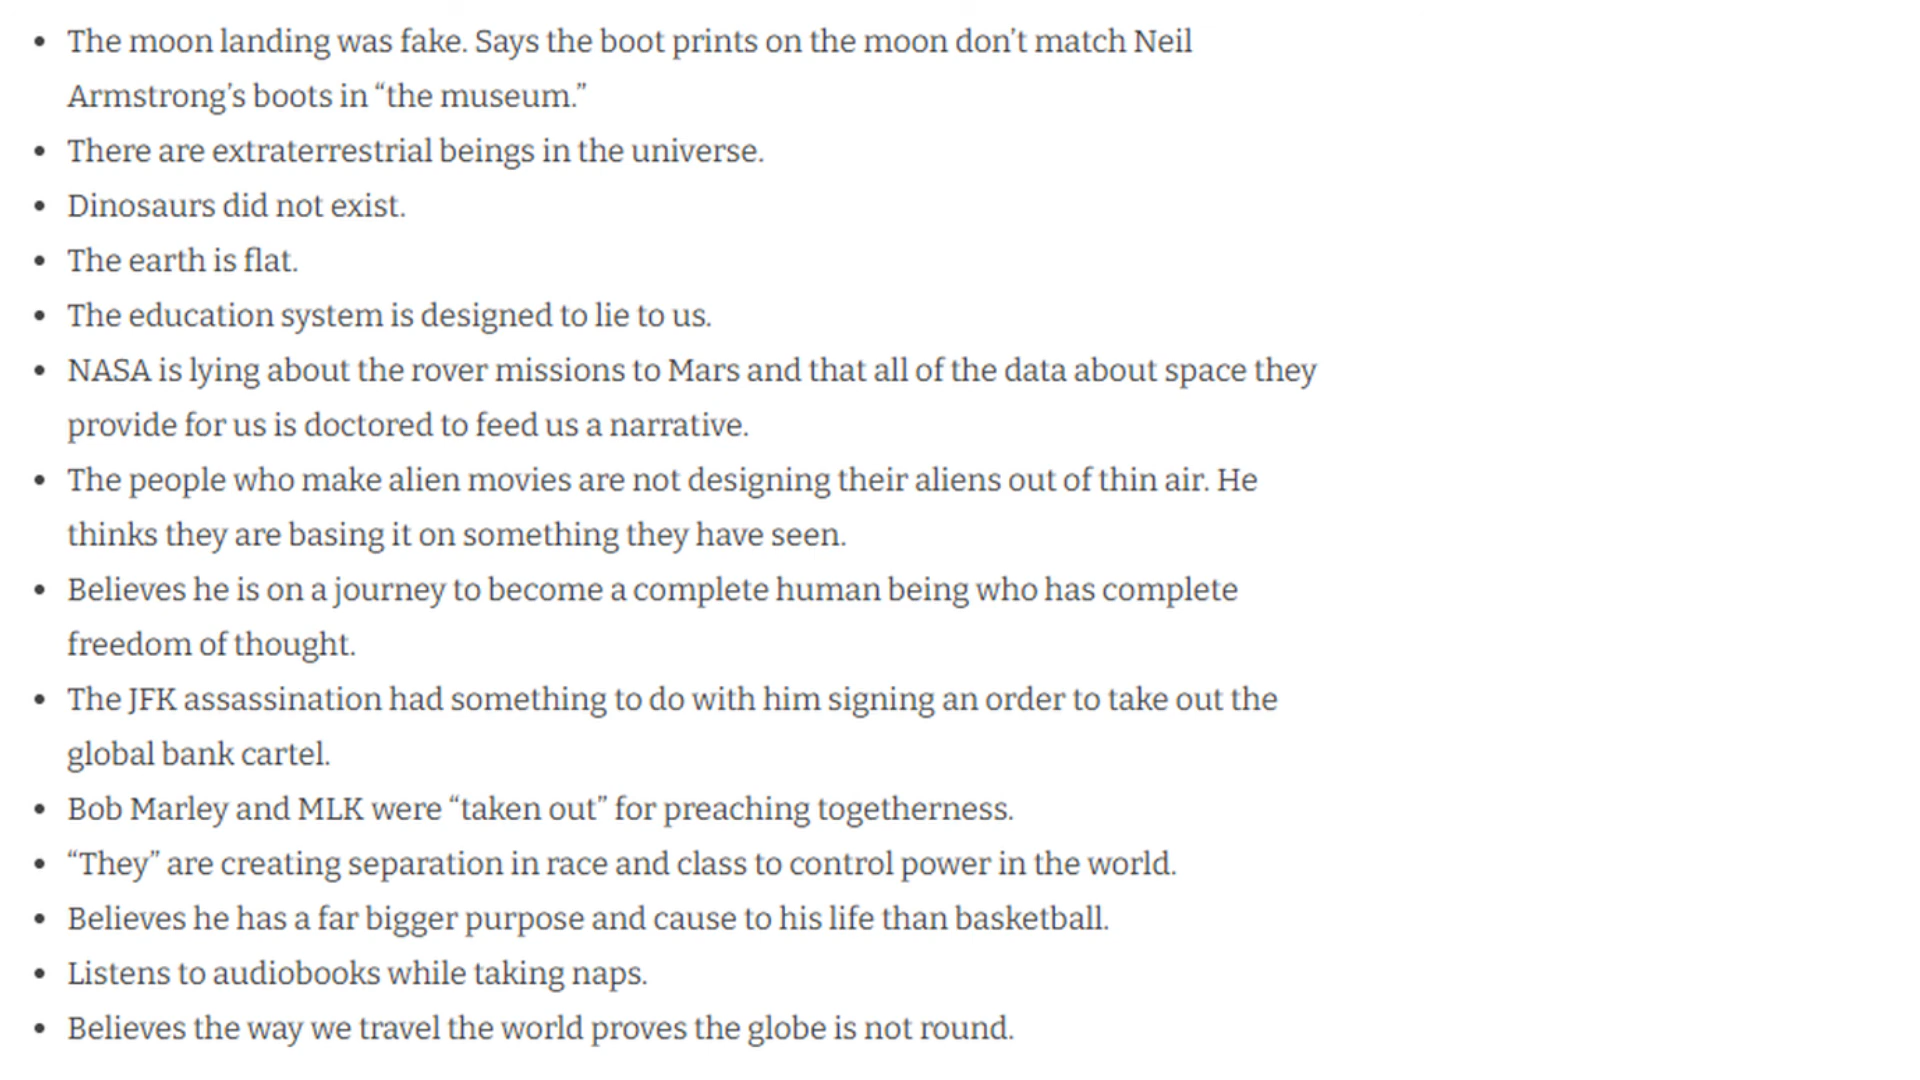 • The moon landing was fake. Says the boot prints on the moon don’t match Neil
Armstrong’s boots in “the museum.”
• There are extraterrestrial beings in the universe.
• Dinosaurs did not exist.
• The earth is flat.
• The education system is designed to lie to us.
• NASA is lying about the rover missions to Mars and that all of the data about space they
provide for us is doctored to feed us a narrative.
• The people who make alien movies are not designing their aliens out of thin air. He
thinks they are basing it on something they have seen.
• Believes he is on a journey to become a complete human being who has complete
freedom of thought.
• The JFK assassination had something to do with him signing an order to take out the
global bank cartel.
• Bob Marley and MLK were “taken out” for preaching togetherness.
• “They” are creating separation in race and class to control power in the world.
• Believes he has a far bigger purpose and cause to his life than basketball.
• Listens to audiobooks while taking naps.
• Believes the way we travel the world proves the globe is not round.